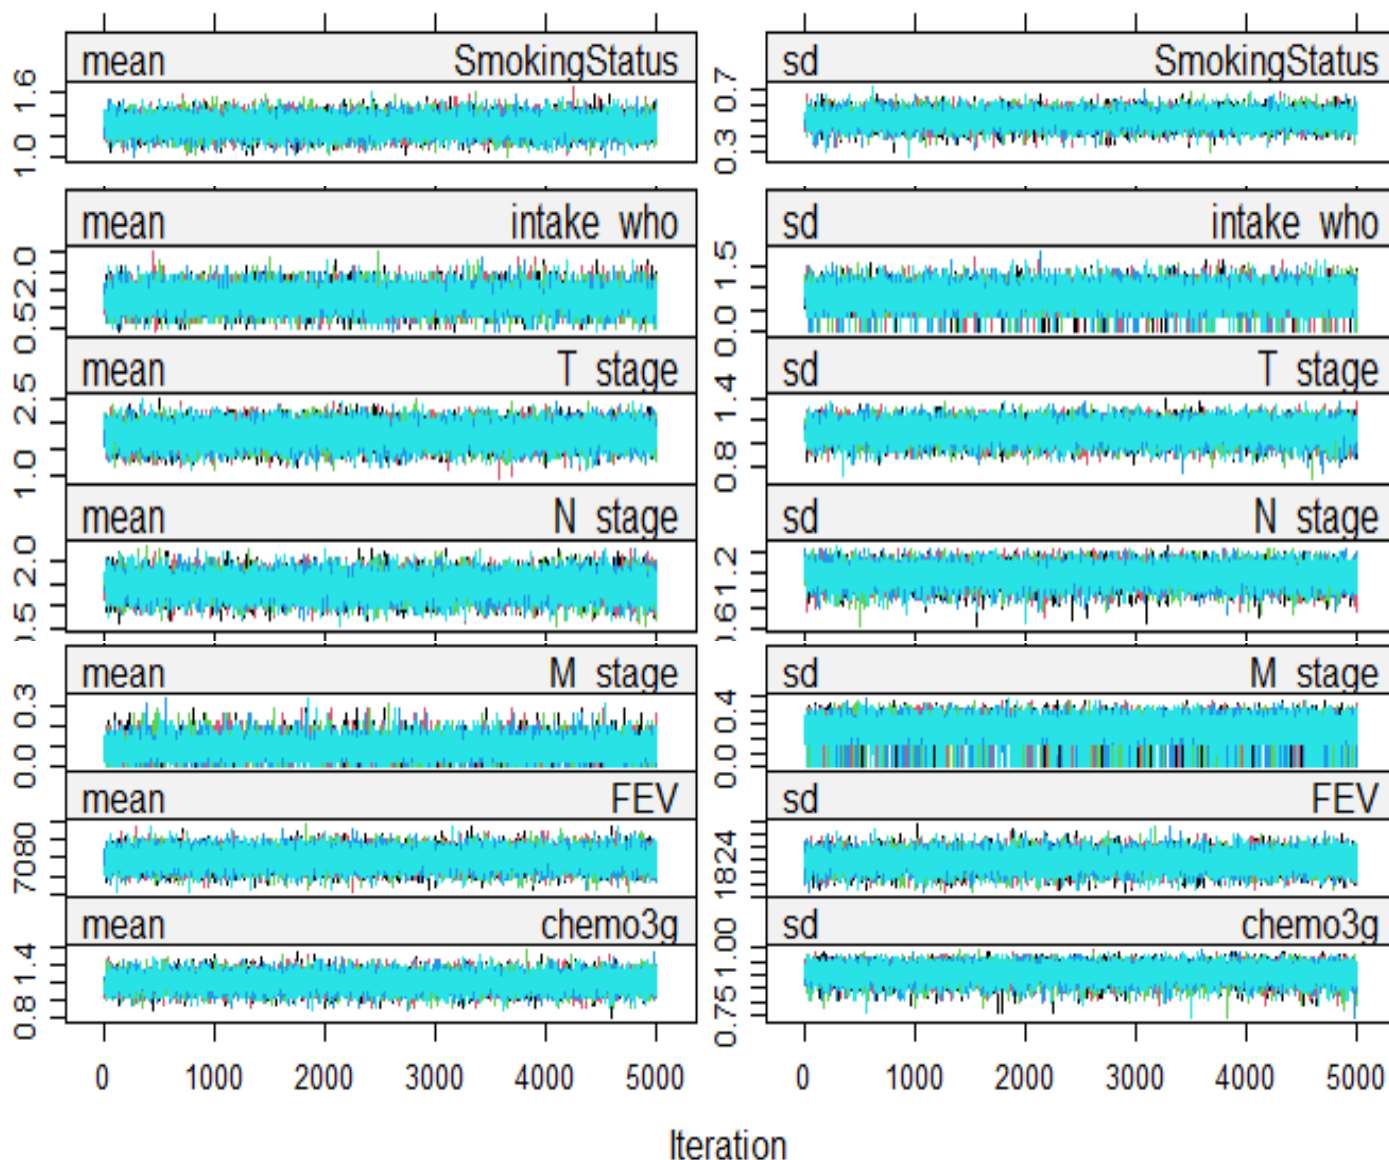 mean SmokingStatus sd SmokingStatus
1.0 1.6 0.3 0.7
mean intake who sd intake who
0.5 2.0 0.0 1.5
mean T stage sd T stage
1.0 2.5 0.8 1.4
mean N stage sd N stage
2.0 1.2
mean M stage sd M stage
0.0 0.3 0.0 0.4
mean FEV sd FEV
7080 1824
mean chemo3g sd chemo3g
0.8 1.4 0.75 1.00
0 1000 2000 3000 4000 5000 0 1000 2000 3000 4000 5000
Iteration